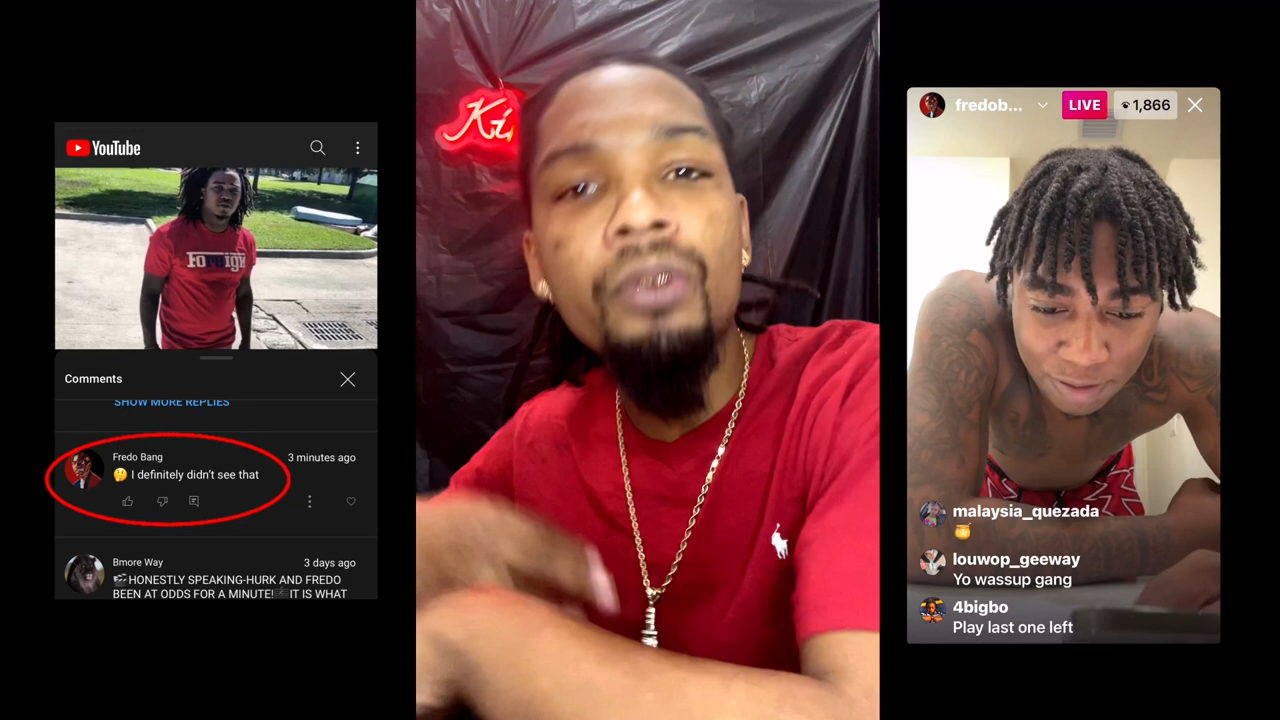 YouTube
Foreign
Comments
SHOW MORE REPLIES
Fredo Bang
3 minutes ago
🤔 I definitely didn't see that
Bmore Way
3 days ago
🎬HONESTLY SPEAKING-HURK AND FREDO
BEEN AT ODDS FOR A MINUTE!🎬 IT IS WHAT
Ki
fredob...
LIVE
1,866
malaysia_quezada
🍯
louwop_geeway
Yo wassup gang
4bigbo
Play last one left